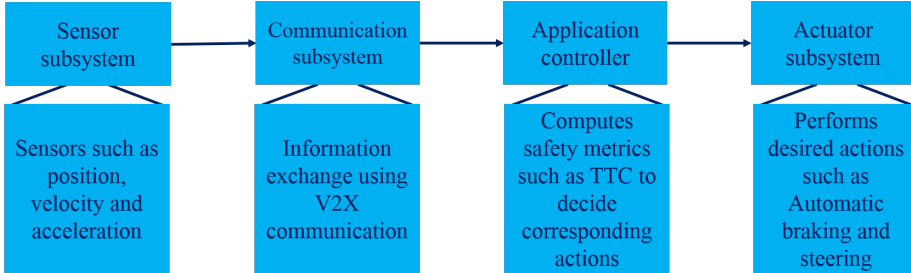 Sensor
subsystem
Communication
subsystem
Application
controller
Actuator
subsystem
Sensors such as
position,
velocity and
acceleration
Information
exchange using
V2X
communication
Computes
safety metrics
such as TTC to
decide
corresponding
actions
Performs
desired actions
such as
Automatic
braking and
steering